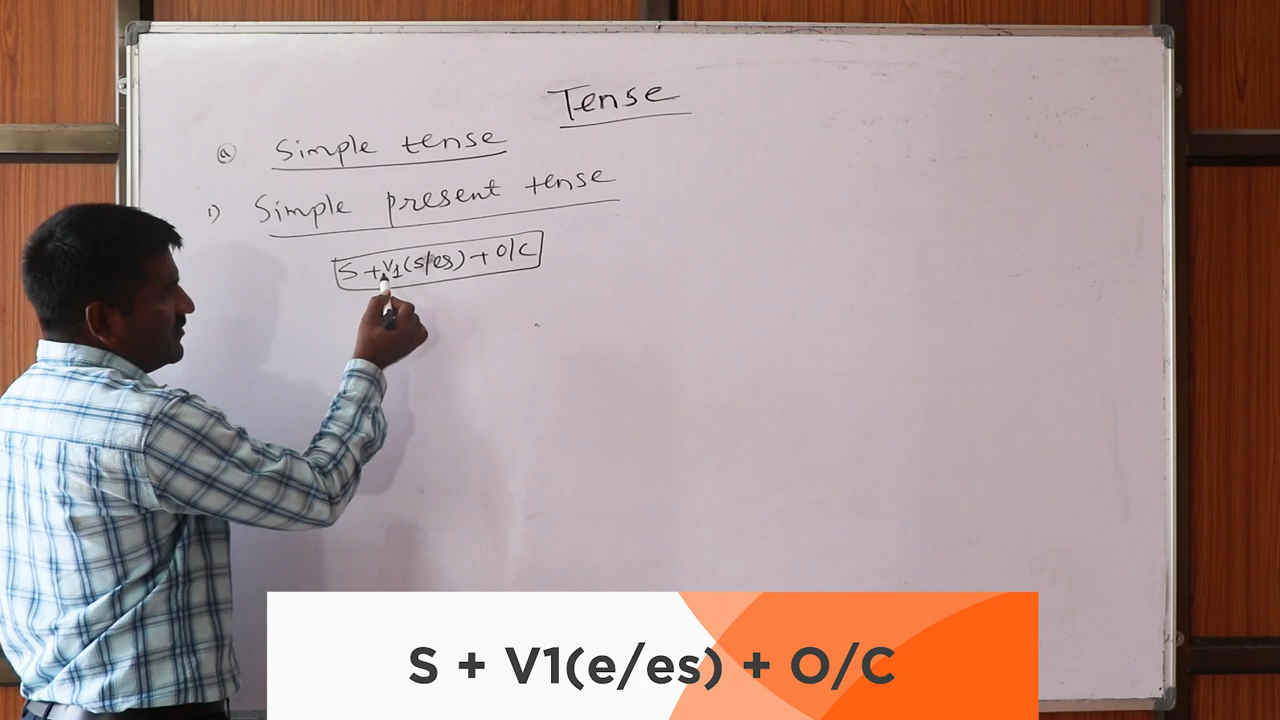 Tense
a) Simple tense
1) Simple present tense
S + V1 (s/es) + O/C
S + V1(e/es) + O/C